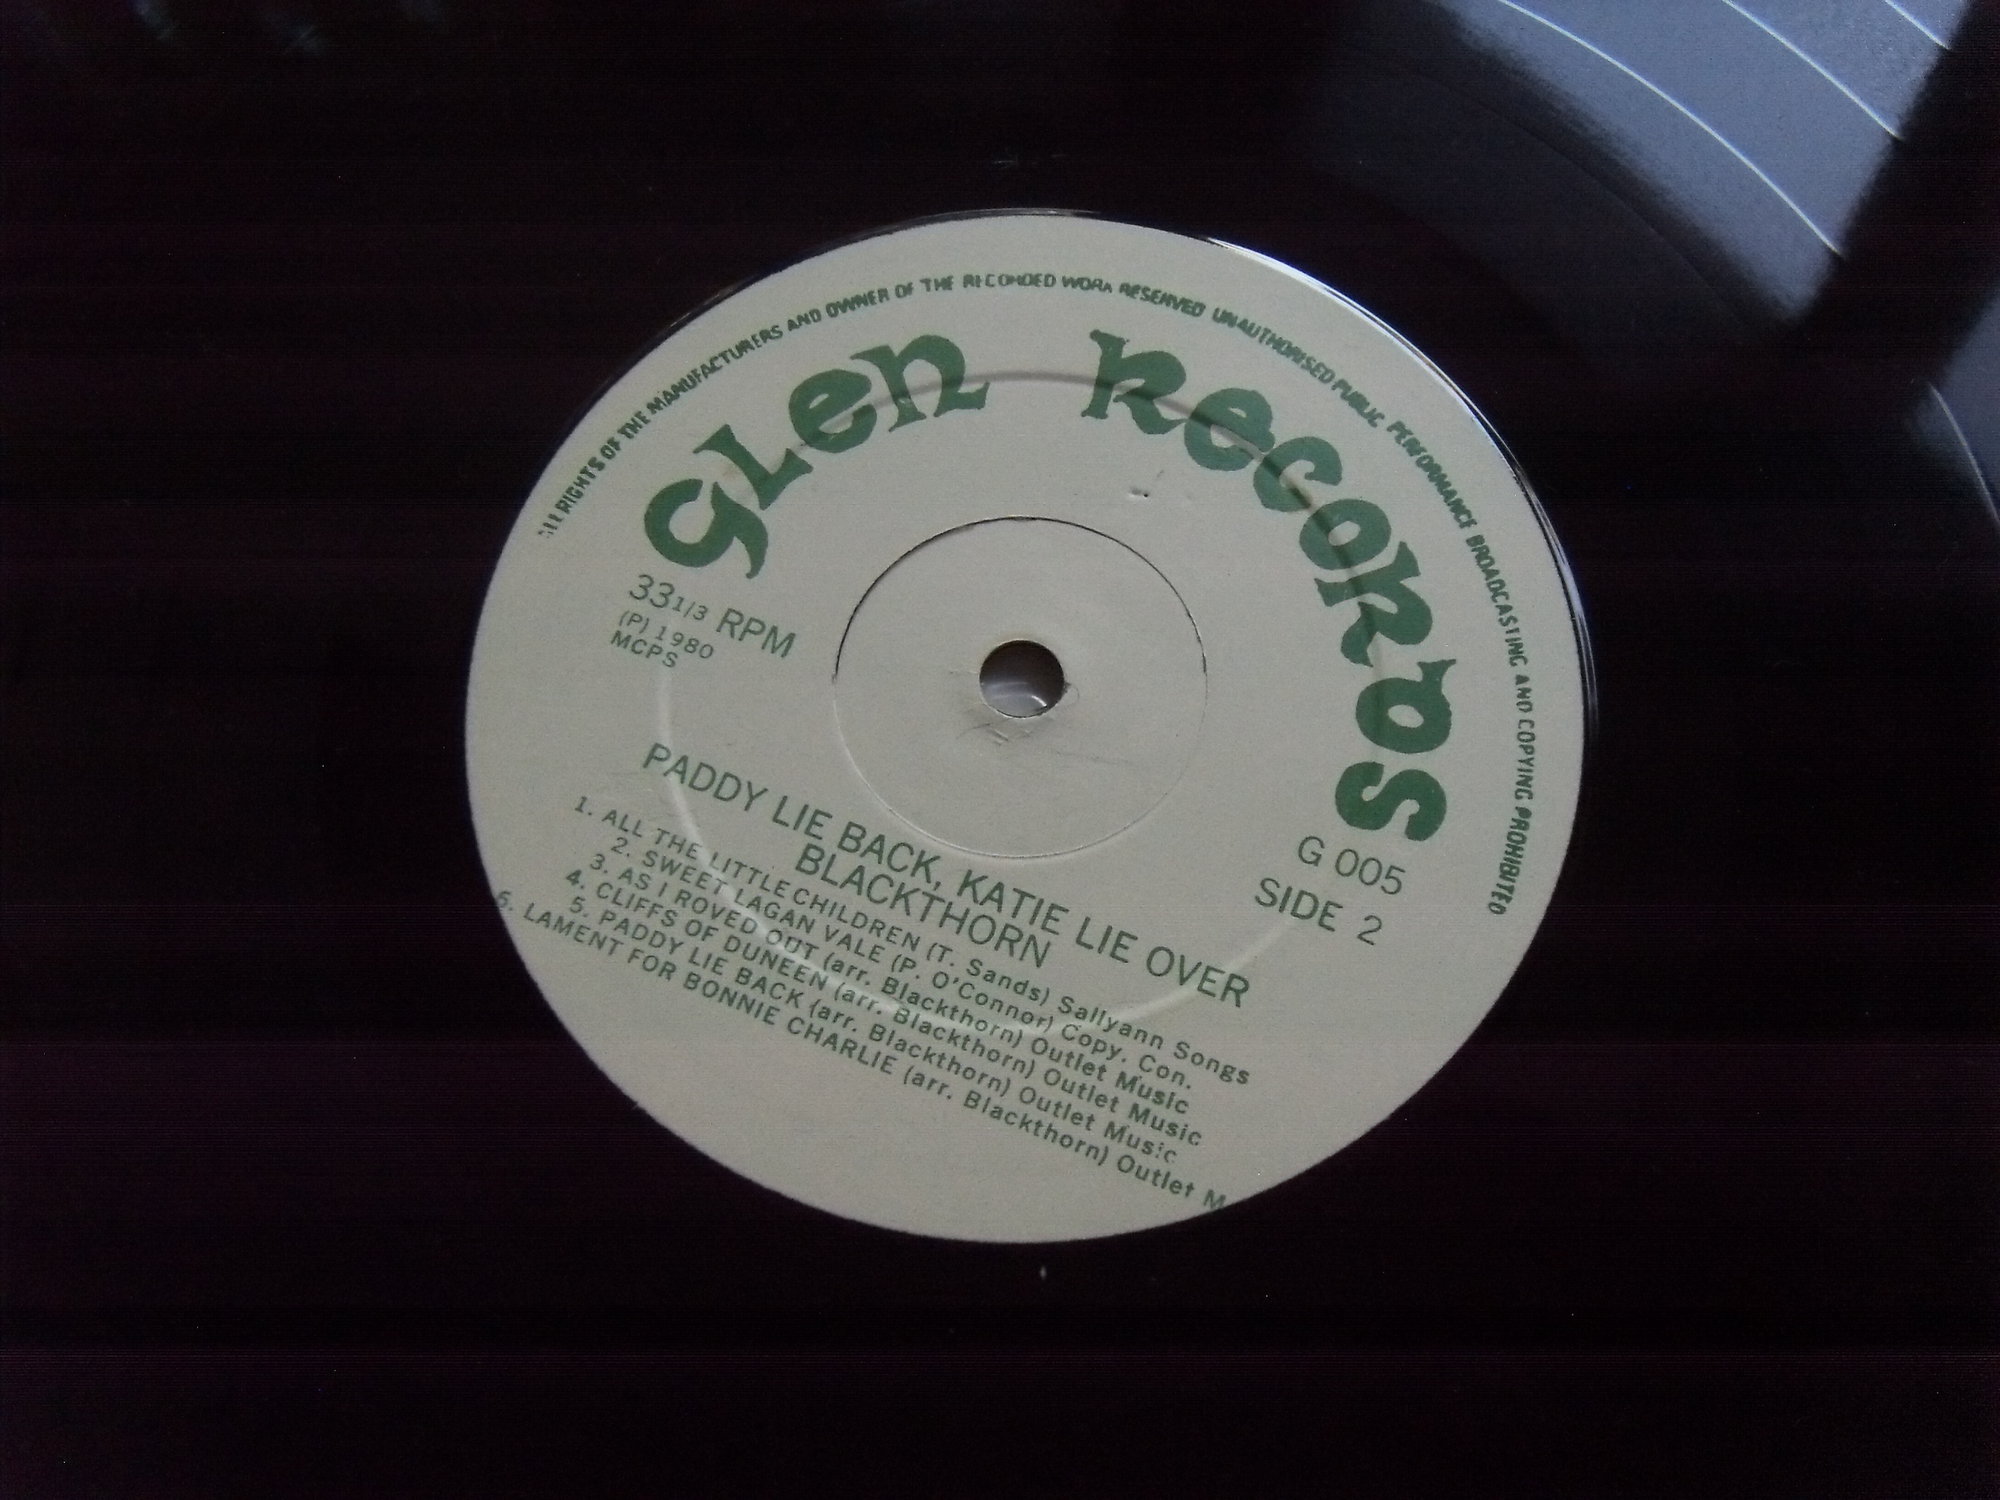 ALL RIGHTS OF THE MANUFACTURERS AND OWNER OF THE RECORDED WORK RESERVED UNAUTHORISED PUBLIC PERFORMANCE BROADCASTING AND COPYING PROHIBITED
Glen Records
33 1/3 RPM
(P) 1980
MCPS
G 005
SIDE 2
PADDY LIE BACK, KATIE LIE OVER
BLACKTHORN
1. ALL THE LITTLE CHILDREN (T. Sands) Sallyann Songs
2. SWEET LAGAN VALE (P. O'Connor) Copy. Con.
3. AS I ROVED OUT (arr. Blackthorn) Outlet Music
4. CLIFFS OF DUNEEN (arr. Blackthorn) Outlet Music
5. PADDY LIE BACK (arr. Blackthorn) Outlet Music
6. LAMENT FOR BONNIE CHARLIE (arr. Blackthorn) Outlet M